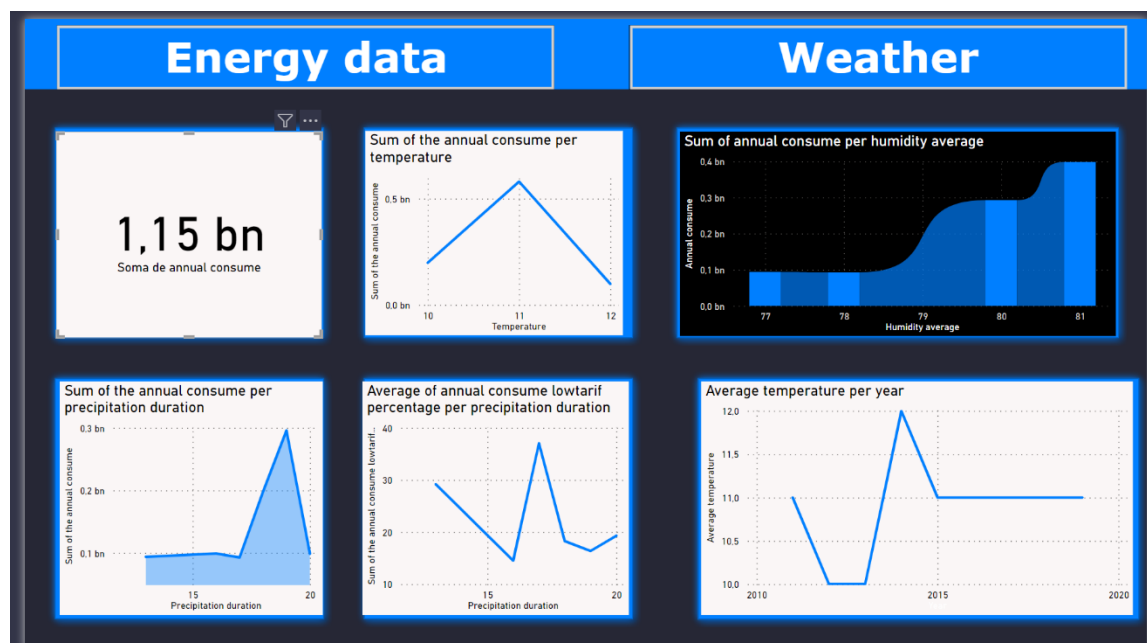 Energy data
Weather
1,15 bn
Soma de annual consume
Sum of the annual consume per
temperature
Sum of the annual consume
0,5 bn
0,0 bn
10
11
12
Temperature
Sum of annual consume per humidity average
Annual consume
0,4 bn
0,3 bn
0,2 bn
0,1 bn
0,0 bn
77
78
79
80
81
Humidity average
Sum of the annual consume per
precipitation duration
Sum of the annual consume
0,3 bn
0,2 bn
0,1 bn
15
20
Precipitation duration
Average of annual consume lowtarif
percentage per precipitation duration
Sum of the annual consume lowtarif...
40
30
20
10
15
20
Precipitation duration
Average temperature per year
Average temperature
12.0
11.5
11.0
10.5
10.0
2010
2015
2020